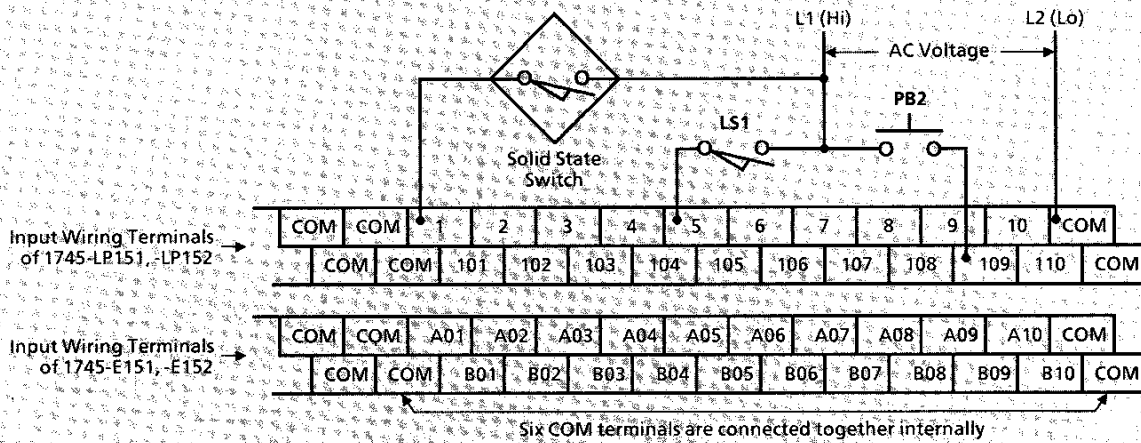 L1 (Hi) L2 (Lo)
AC Voltage
PB2
LS1
Solid State
Switch
Input Wiring Terminals
of 1745-LP151, -LP152
COM COM 1 2 3 4 5 6 7 8 9 10 COM
COM COM 101 102 103 104 105 106 107 108 109 110 COM
Input Wiring Terminals
of 1745-E151, -E152
COM COM A01 A02 A03 A04 A05 A06 A07 A08 A09 A10 COM
COM COM B01 B02 B03 B04 B05 B06 B07 B08 B09 B10 COM
Six COM terminals are connected together internally